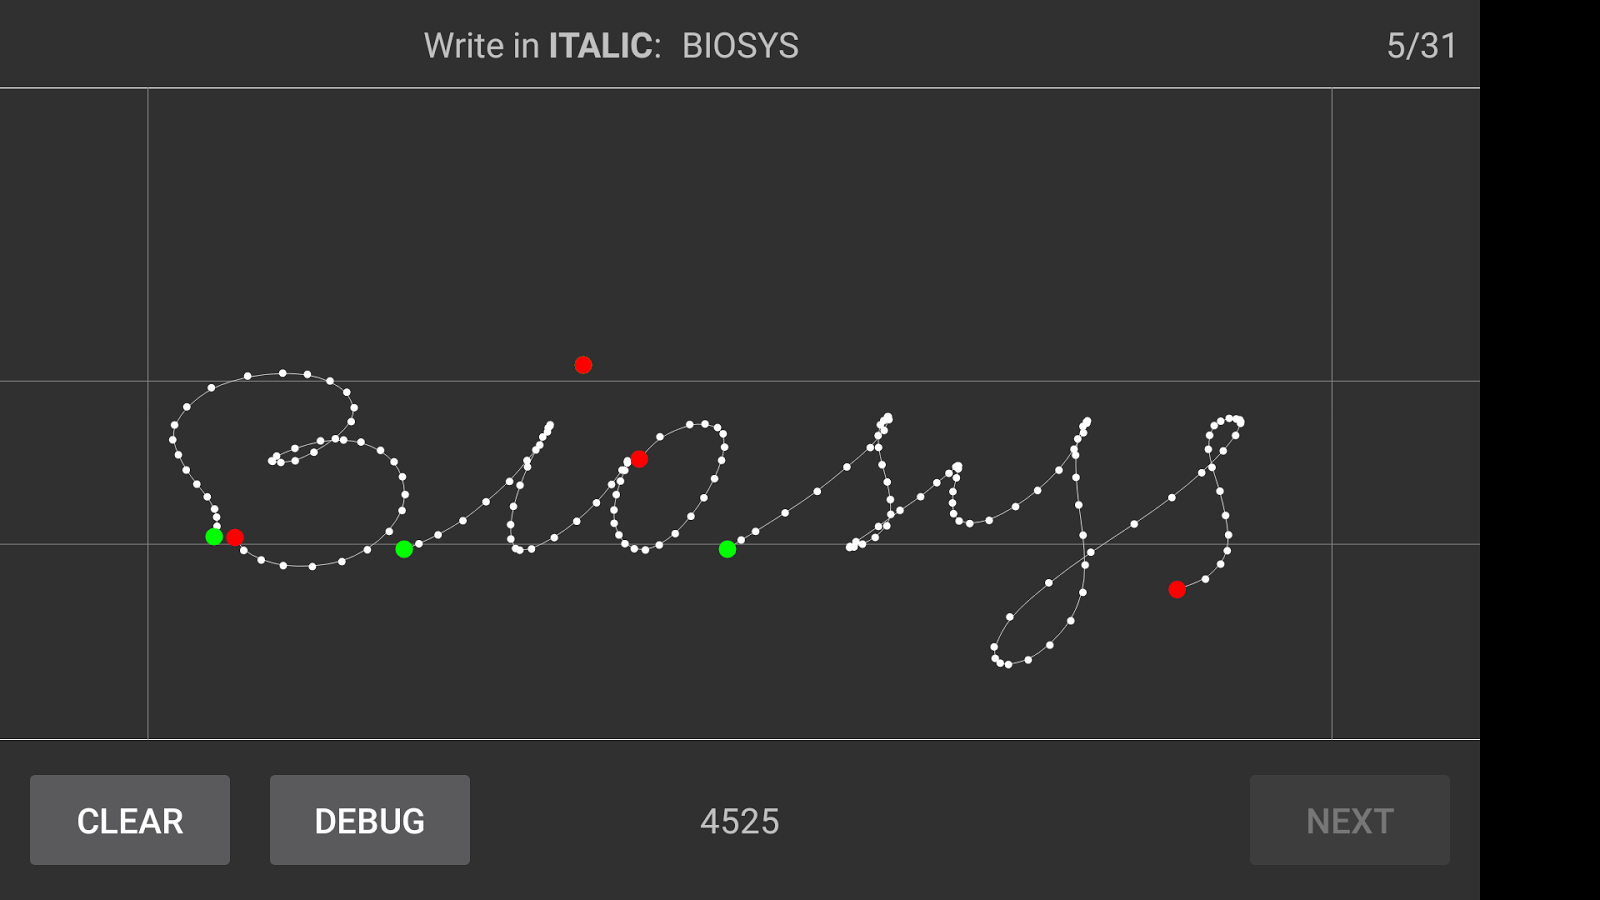 Write in ITALIC: BIOSYS 5/31
Biosys
CLEAR DEBUG 4525 NEXT